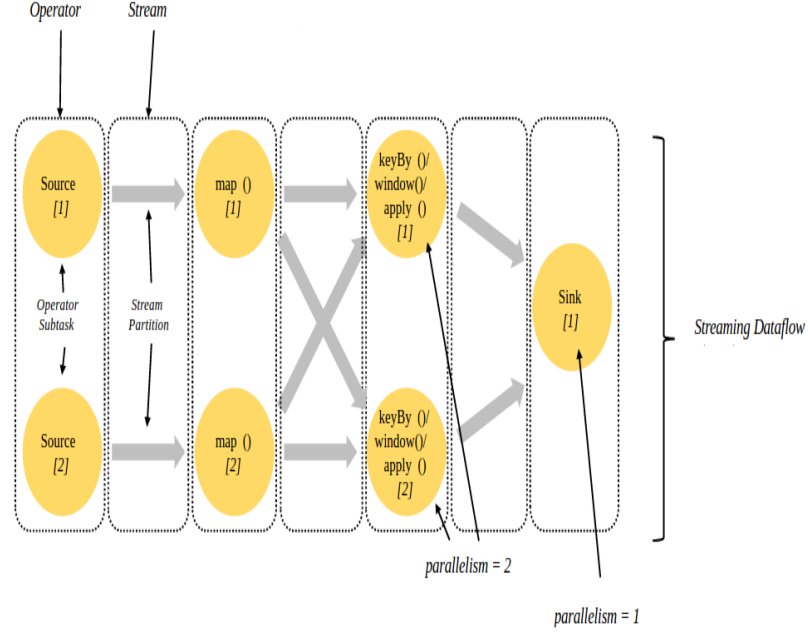 Operator
Stream
Source
[1]
map ()
[1]
keyBy ()/
window()/
apply ()
[1]
Sink
[1]
Operator
Subtask
Stream
Partition
Streaming Dataflow
Source
[2]
map ()
[2]
keyBy ()/
window()/
apply ()
[2]
parallelism = 2
parallelism = 1